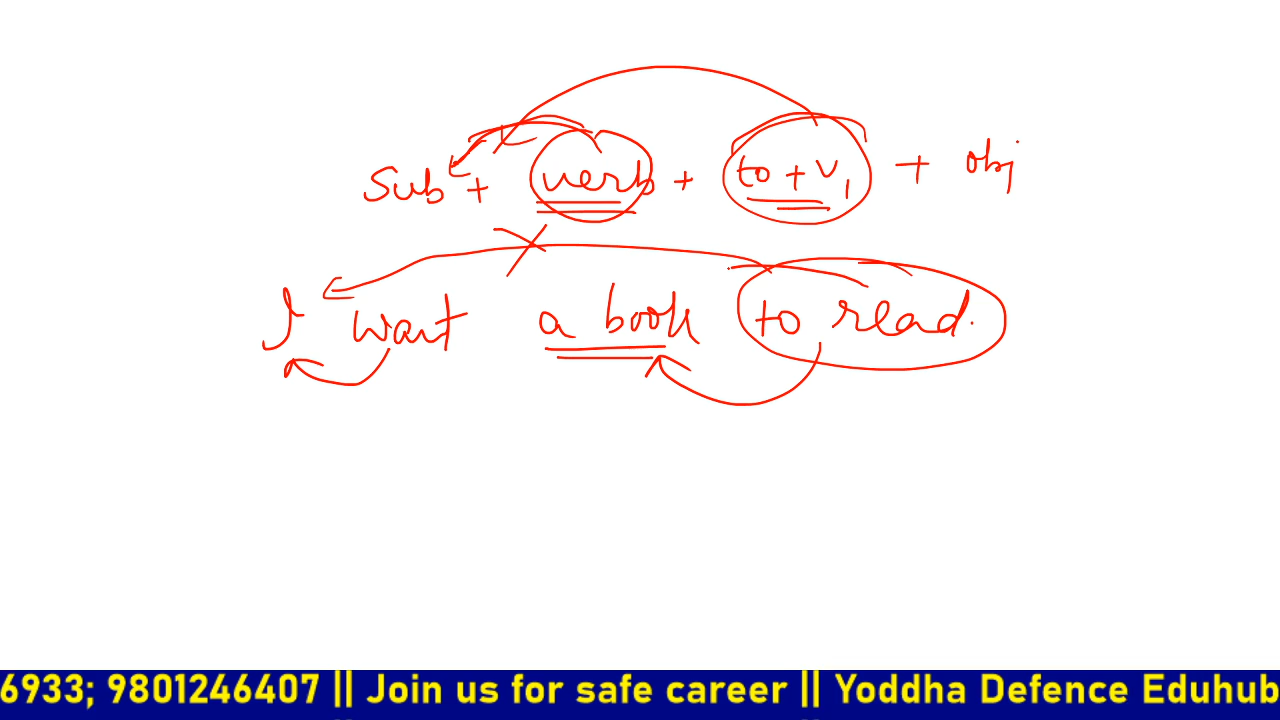 Sub + verb + to + V1 + obj
I want a book to read.
6933; 9801246407 || Join us for safe career || Yoddha Defence Eduhub